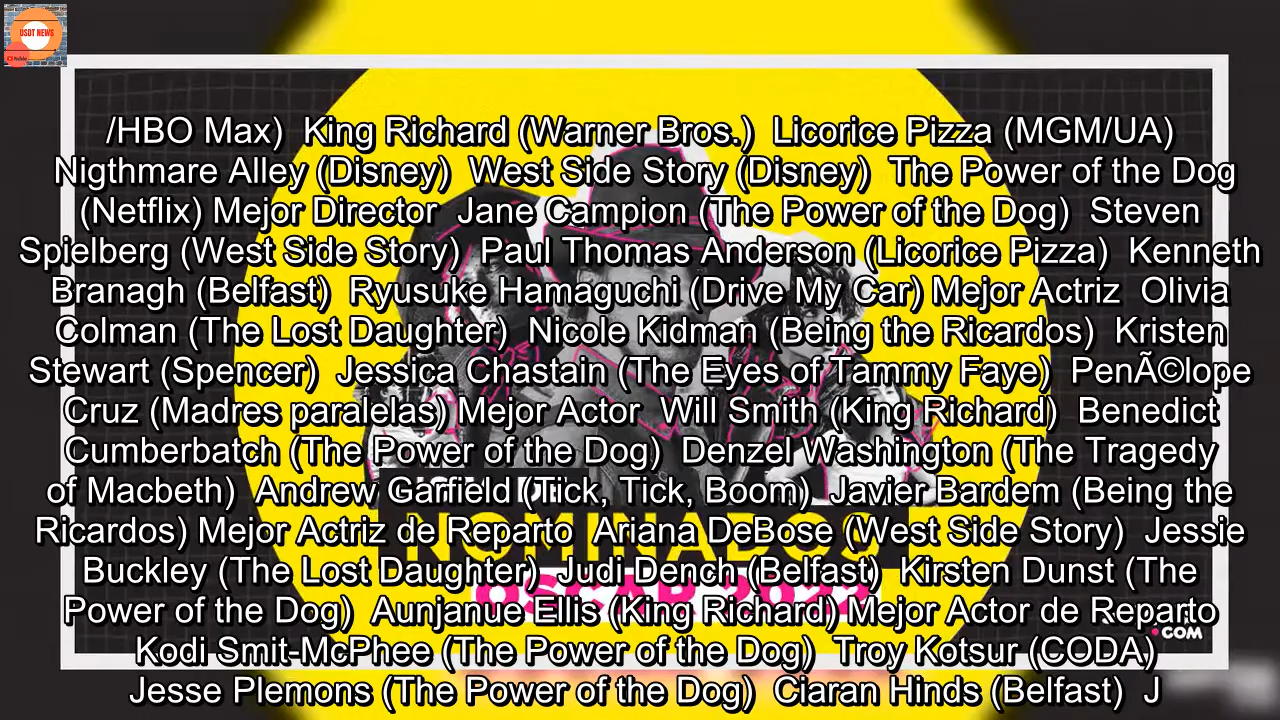 USDT NEWS
/HBO Max)  King Richard (Warner Bros.)  Licorice Pizza (MGM/UA)
Nigthmare Alley (Disney)  West Side Story (Disney)  The Power of the Dog
(Netflix) Mejor Director  Jane Campion (The Power of the Dog)  Steven
Spielberg (West Side Story)  Paul Thomas Anderson (Licorice Pizza)  Kenneth
Branagh (Belfast)  Ryusuke Hamaguchi (Drive My Car) Mejor Actriz  Olivia
Colman (The Lost Daughter)  Nicole Kidman (Being the Ricardos)  Kristen
Stewart (Spencer)  Jessica Chastain (The Eyes of Tammy Faye)  PenÃ©lope
Cruz (Madres paralelas) Mejor Actor  Will Smith (King Richard)  Benedict
Cumberbatch (The Power of the Dog)  Denzel Washington (The Tragedy
of Macbeth)  Andrew Garfield (Tick, Tick, Boom)  Javier Bardem (Being the
Ricardos) Mejor Actriz de Reparto  Ariana DeBose (West Side Story)  Jessie
Buckley (The Lost Daughter)  Judi Dench (Belfast)  Kirsten Dunst (The
Power of the Dog)  Aunjanue Ellis (King Richard) Mejor Actor de Reparto
Kodi Smit-McPhee (The Power of the Dog)  Troy Kotsur (CODA)
Jesse Plemons (The Power of the Dog)  Ciaran Hinds (Belfast)  J
NOMINADOS
OSCAR 2022
.COM